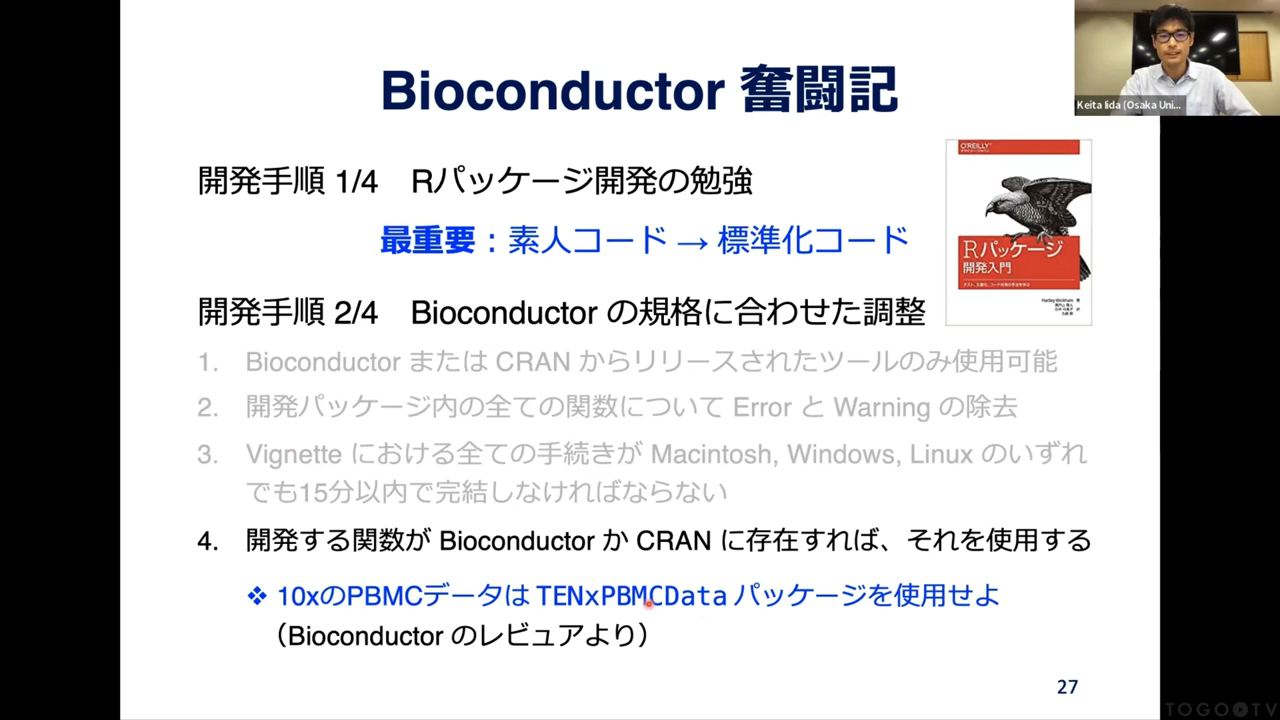 Bioconductor 奮闘記
Keita Iida (Osaka Uni...
開発手順 1/4 Rパッケージ開発の勉強
最重要：素人コード → 標準化コード
O'REILLY
Rパッケージ
開発入門
Hadley Wickham 著
開発手順 2/4 Bioconductor の規格に合わせた調整
1. Bioconductor または CRAN からリリースされたツールのみ使用可能
2. 開発パッケージ内の全ての関数について Error と Warning の除去
3. Vignette における全ての手続きが Macintosh, Windows, Linux のいずれ
でも15分以内で完結しなければならない
4. 開発する関数が Bioconductor か CRAN に存在すれば、それを使用する
❖ 10xのPBMCデータは TENxPBMCData パッケージを使用せよ
（Bioconductor のレビュアより）
27
TOGOTV